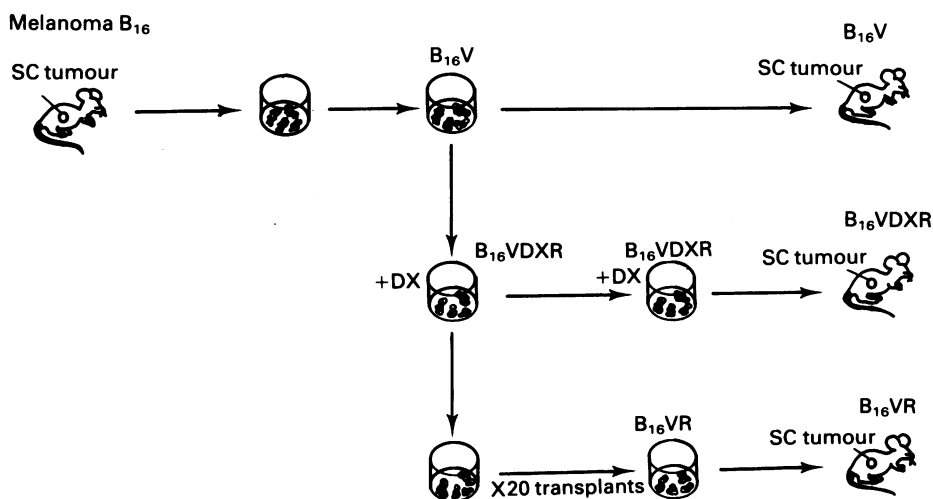 Melanoma B₁₆
SC tumour
B₁₆V
B₁₆V
SC tumour
+DX
B₁₆VDXR
B₁₆VDXR
+DX
B₁₆VDXR
SC tumour
X20 transplants
B₁₆VR
B₁₆VR
SC tumour